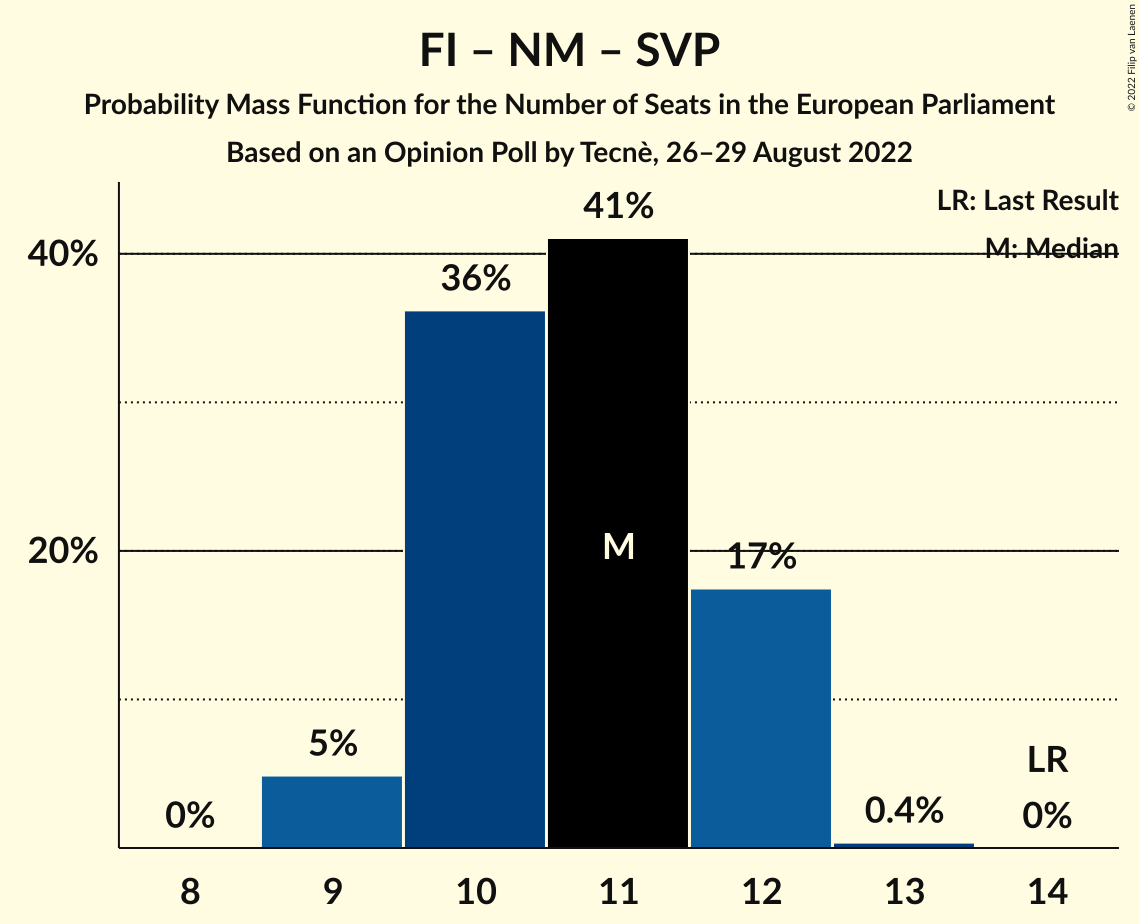 FI – NM – SVP
Probability Mass Function for the Number of Seats in the European Parliament
Based on an Opinion Poll by Tecnè, 26–29 August 2022
© 2022 Filip van Laenen
LR: Last Result
M: Median
40%
20%
0%
5%
36%
41%
M
17%
0.4%
LR
0%
8
9
10
11
12
13
14